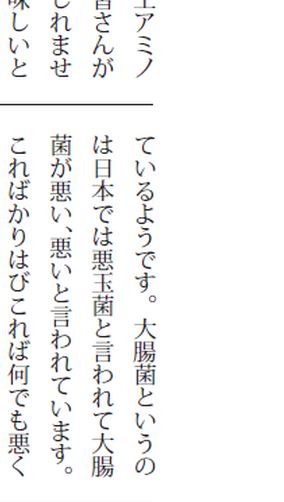 エアミノ
皆さんが
しれませ
味しいと
ているようです。大腸菌というの
は日本では悪玉菌と言われて大腸
菌が悪い、悪いと言われています。
こればかりはびこれば何でも悪く